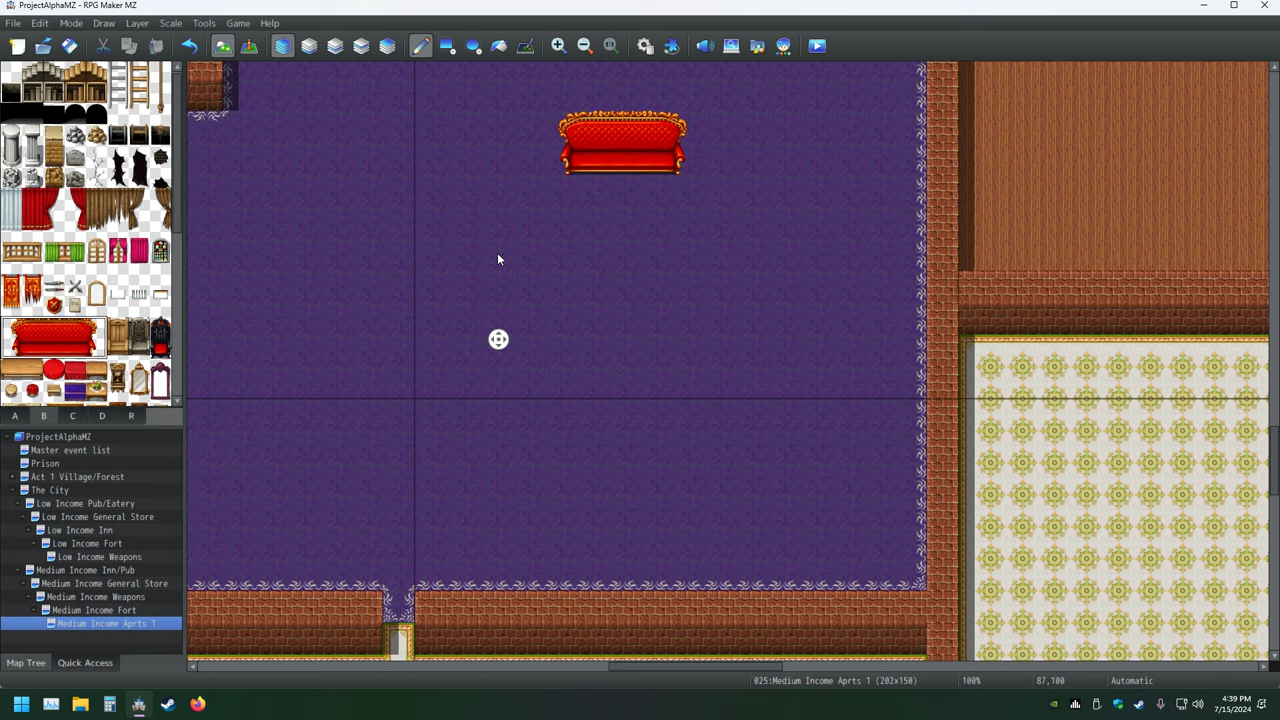 ProjectAlphaMZ - RPG Maker MZ
File Edit Mode Draw Layer Scale Tools Game Help
A B C D R
ProjectAlphaMZ
Master event list
Prison
Act 1 Village/Forest
The City
Low Income Pub/Eatery
Low Income General Store
Low Income Inn
Low Income Fort
Low Income Weapons
Medium Income Inn/Pub
Medium Income General Store
Medium Income Weapons
Medium Income Fort
Medium Income Aprts 1
Map Tree Quick Access
025:Medium Income Aprts 1 (202x150) 100% 87,100 Automatic
4:39 PM
7/15/2024